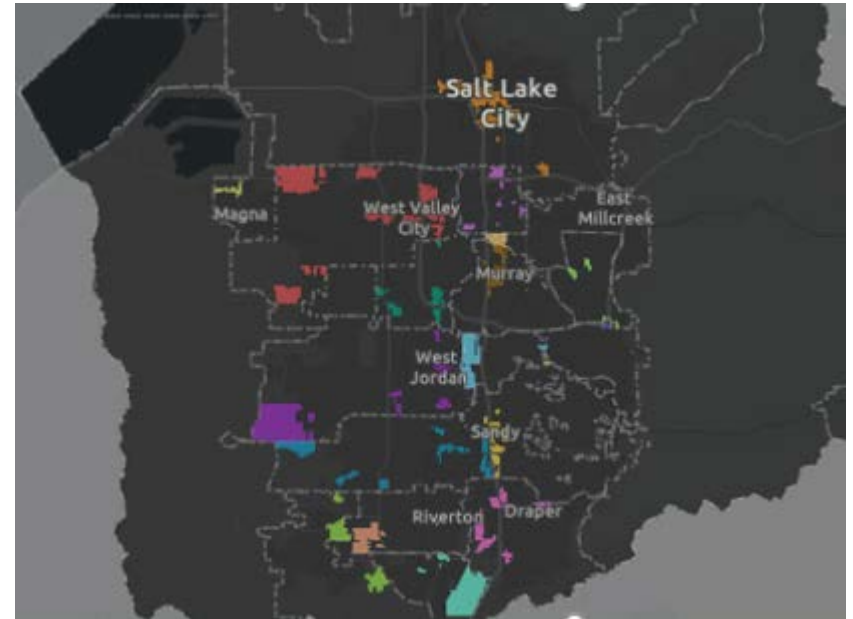 Salt Lake
City
Magna
West Valley
City
East
Millcreek
Murray
West
Jordan
Sandy
Riverton
Draper